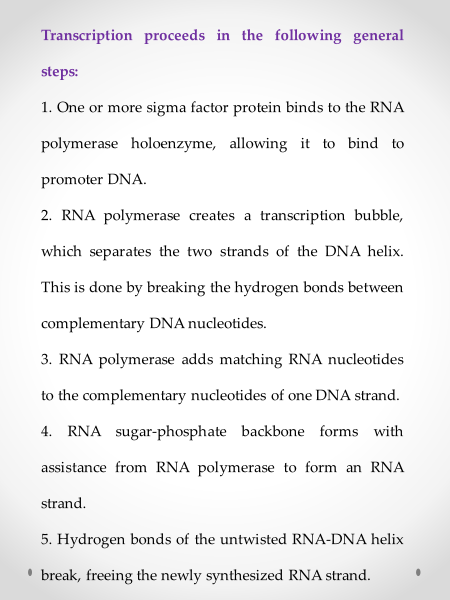 Transcription proceeds in the following general
steps:
1. One or more sigma factor protein binds to the RNA
polymerase holoenzyme, allowing it to bind to
promoter DNA.
2. RNA polymerase creates a transcription bubble,
which separates the two strands of the DNA helix.
This is done by breaking the hydrogen bonds between
complementary DNA nucleotides.
3. RNA polymerase adds matching RNA nucleotides
to the complementary nucleotides of one DNA strand.
4. RNA sugar-phosphate backbone forms with
assistance from RNA polymerase to form an RNA
strand.
5. Hydrogen bonds of the untwisted RNA-DNA helix
break, freeing the newly synthesized RNA strand.